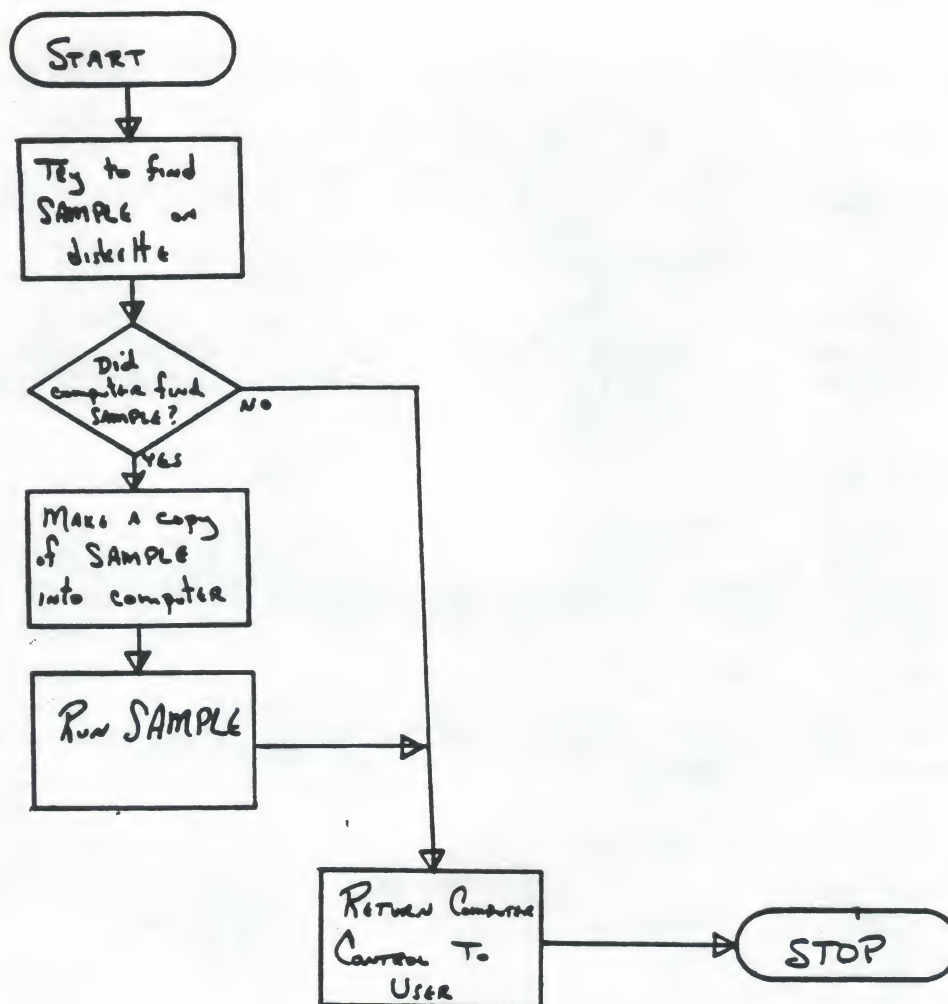 START
Try to find
SAMPLE on
diskette
Did
computer find
SAMPLE?
NO
YES
MAKE A copy
of SAMPLE
into computer
RUN SAMPLE
RETURN COMPUTER
CONTROL TO
USER
STOP